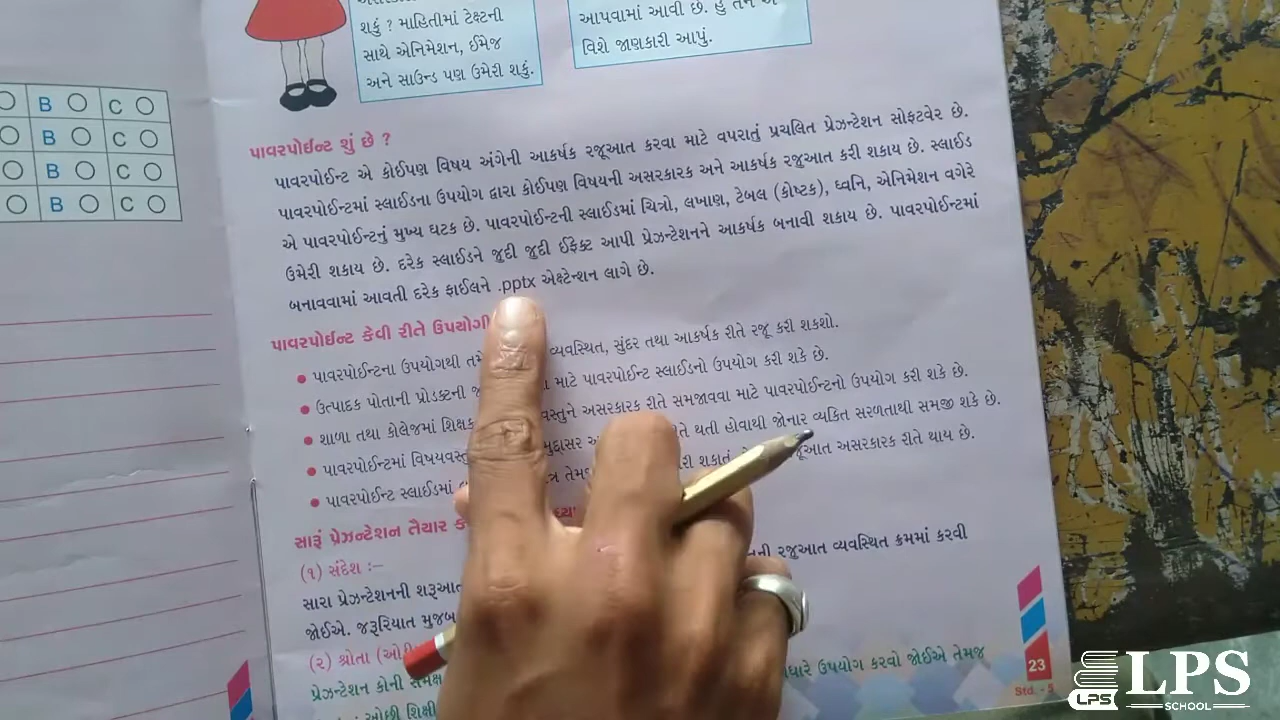 શકું ? માહિતીમાં ટેક્ષ્ટની
સાથે એનિમેશન, ઈમેજ
અને સાઉન્ડ પણ ઉમેરી શકું.
આપવામાં આવી છે. હું તને
વિશે જાણકારી આપું.
B C
B C
B C
B C
પાવરપોઈન્ટ શું છે ?
પાવરપોઈન્ટ એ કોઈપણ વિષય અંગેની આકર્ષક રજૂઆત કરવા માટે વપરાતું પ્રચલિત પ્રેઝન્ટેશન સોફટવેર છે.
પાવરપોઈન્ટમાં સ્લાઈડના ઉપયોગ દ્વારા કોઈપણ વિષયની અસરકારક અને આકર્ષક રજુઆત કરી શકાય છે. સ્લાઈડ
એ પાવરપોઈન્ટનું મુખ્ય ઘટક છે. પાવરપોઈન્ટની સ્લાઈડમાં ચિત્રો, લખાણ, ટેબલ (કોષ્ટક), ધ્વનિ, એનિમેશન વગેરે
ઉમેરી શકાય છે. દરેક સ્લાઈડને જુદી જુદી ઈફેક્ટ આપી પ્રેઝન્ટેશનને આકર્ષક બનાવી શકાય છે. પાવરપોઈન્ટમાં
બનાવવામાં આવતી દરેક ફાઈલને .pptx એક્ષ્ટેન્શન લાગે છે.
પાવરપોઈન્ટ કેવી રીતે ઉપયોગી
• પાવરપોઈન્ટના ઉપયોગથી વ્યવસ્થિત, સુંદર તથા આકર્ષક રીતે રજૂ કરી શકશો.
• ઉત્પાદક પોતાની પ્રોડક્ટની માટે પાવરપોઈન્ટ સ્લાઈડનો ઉપયોગ કરી શકે છે.
• શાળા તથા કોલેજમાં શિક્ષક વસ્તુને અસરકારક રીતે સમજાવવા માટે પાવરપોઈન્ટનો ઉપયોગ કરી શકે છે.
• પાવરપોઈન્ટમાં મુદ્દાસર થતી હોવાથી જોનાર વ્યકિત સરળતાથી સમજી શકે છે.
• પાવરપોઈન્ટ સ્લાઈડમાં અસરકારક રીતે થાય છે.
સારૂં પ્રેઝન્ટેશન તૈયાર
(૧) સંદેશ :–
સારા પ્રેઝન્ટેશનની શરૂઆત રજુઆત વ્યવસ્થિત ક્રમમાં કરવી
જોઈએ. જરૂરિયાત મુજબ
(૨) શ્રોતા
પ્રેઝન્ટેશન કોની ઉપયોગ કરવો જોઈએ તેમજ
23
Std. - 5
LPS
LPS
SCHOOL